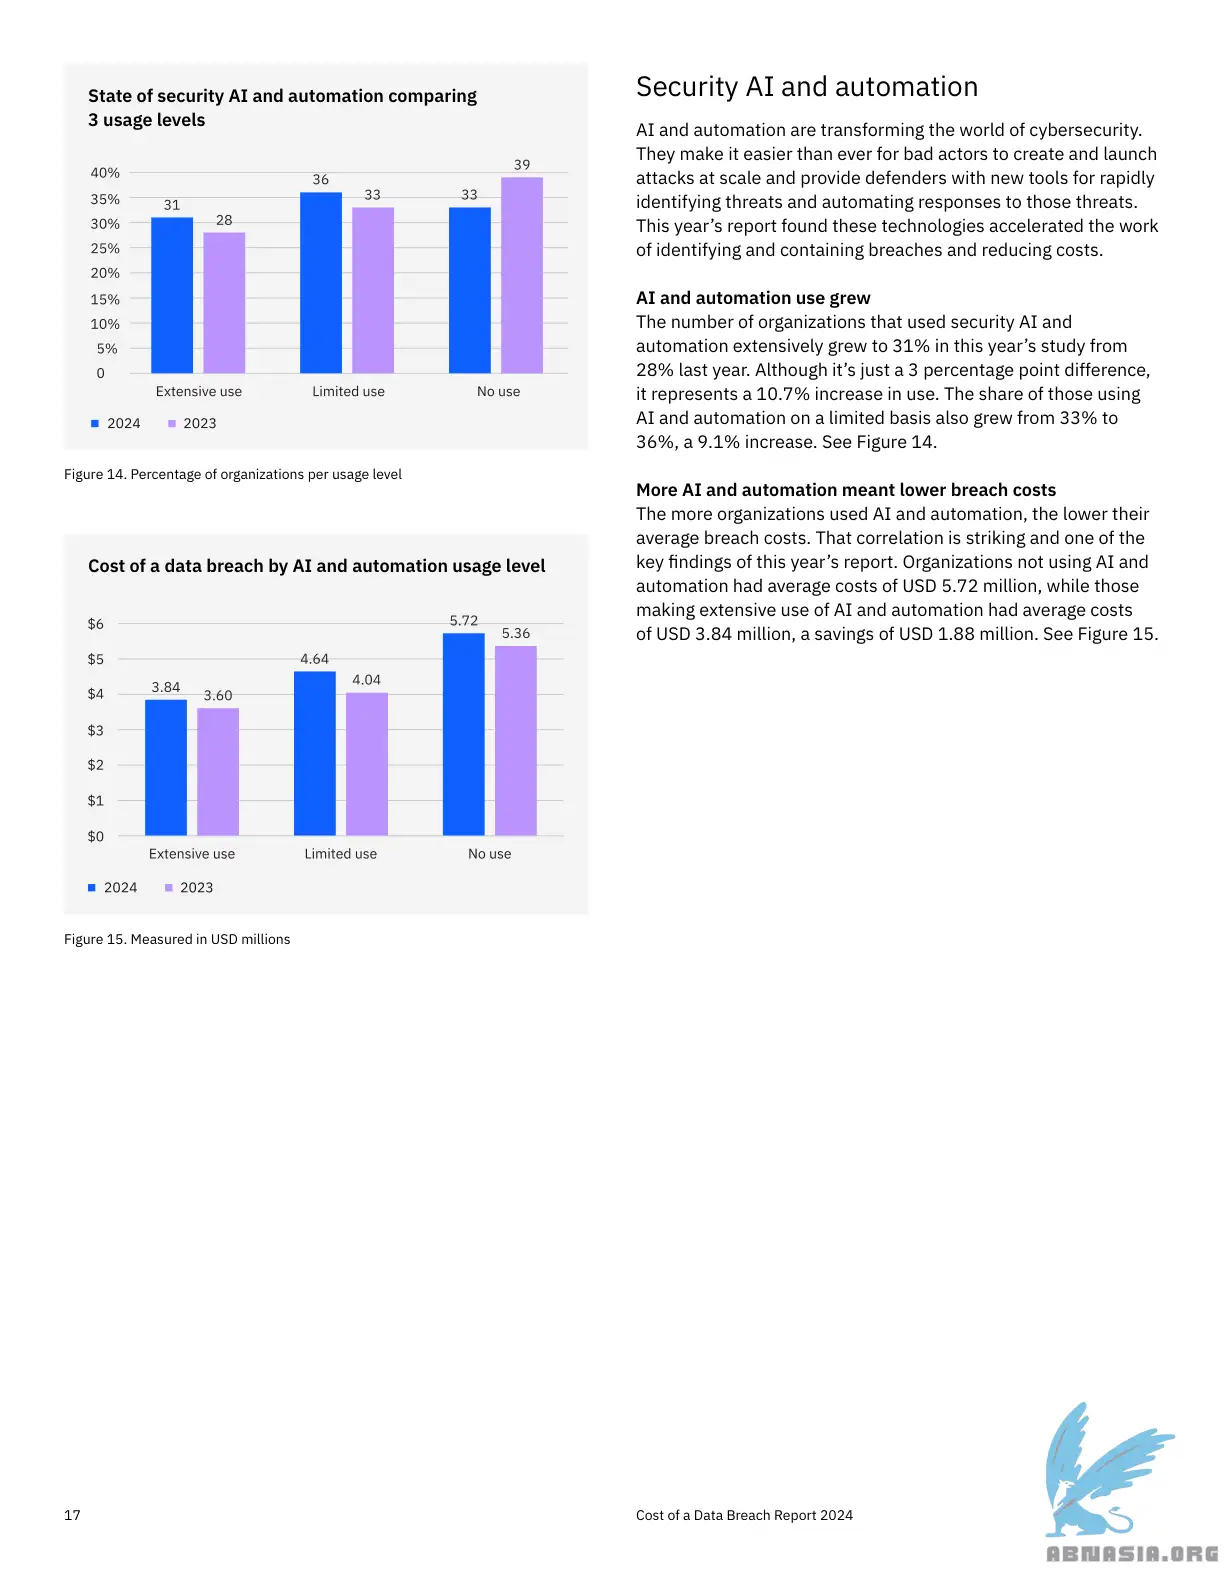 State of security AI and automation comparing
3 usage levels
40%
35%
30%
25%
20%
15%
10%
5%
0
31
28
36
33
33
39
Extensive use
Limited use
No use
2024
2023
Figure 14. Percentage of organizations per usage level
Cost of a data breach by AI and automation usage level
$6
$5
$4
$3
$2
$1
$0
3.84
3.60
4.64
4.04
5.72
5.36
Extensive use
Limited use
No use
2024
2023
Figure 15. Measured in USD millions
Security AI and automation
AI and automation are transforming the world of cybersecurity.
They make it easier than ever for bad actors to create and launch
attacks at scale and provide defenders with new tools for rapidly
identifying threats and automating responses to those threats.
This year’s report found these technologies accelerated the work
of identifying and containing breaches and reducing costs.
AI and automation use grew
The number of organizations that used security AI and
automation extensively grew to 31% in this year’s study from
28% last year. Although it’s just a 3 percentage point difference,
it represents a 10.7% increase in use. The share of those using
AI and automation on a limited basis also grew from 33% to
36%, a 9.1% increase. See Figure 14.
More AI and automation meant lower breach costs
The more organizations used AI and automation, the lower their
average breach costs. That correlation is striking and one of the
key findings of this year’s report. Organizations not using AI and
automation had average costs of USD 5.72 million, while those
making extensive use of AI and automation had average costs
of USD 3.84 million, a savings of USD 1.88 million. See Figure 15.
17
Cost of a Data Breach Report 2024
ABNASIA.ORG